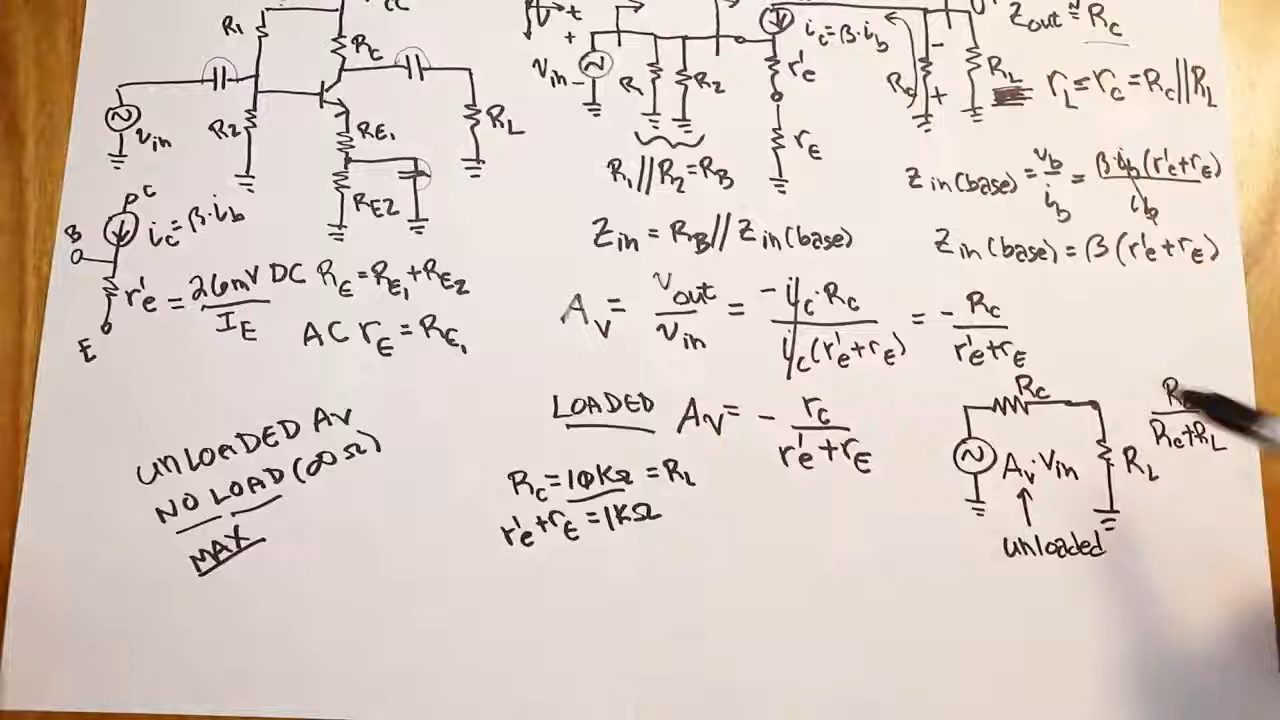 R1
CC
RC
R2
vin
RE1
RE2
RL
C
B
ic=β·ib
r'e = 26mV
IE
E
DC RE = RE1+RE2
AC rE = RE1
UNLOADED AV
NO LOAD (∞Ω)
MAX
t
+
vin
-
R1
R2
R1//R2=RB
ic=β·ib
r'e
rE
RC
-
+
RL
Zout ≅ RC
rL=rC=RC//RL
Zin(base) = vb/ib = β·ib(r'e+rE)/ib
Zin = RB // Zin(base)
Zin(base) = β(r'e+rE)
AV = vout/vin = -ic·RC/ic(r'e+rE) = -RC/r'e+rE
LOADED AV = - rC/r'e+rE
RC=10KΩ=RL
r'e+rE=1KΩ
RC
AV·Vin
RL
unloaded
RC+RL